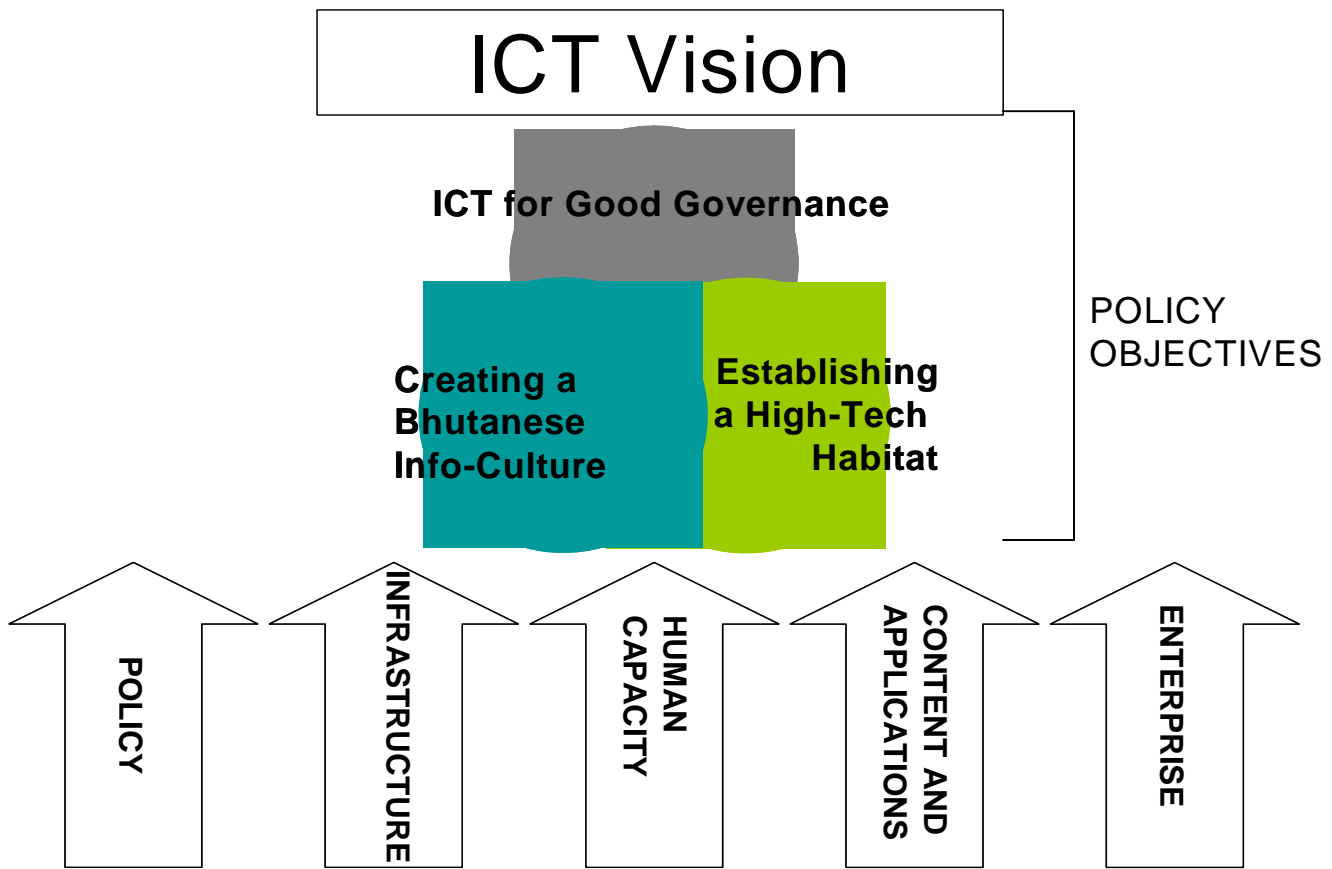 ICT Vision
ICT for Good Governance
Creating a
Bhutanese
Info-Culture
Establishing
a High-Tech
Habitat
POLICY
OBJECTIVES
POLICY
INFRASTRUCTURE
HUMAN
CAPACITY
CONTENT AND
APPLICATIONS
ENTERPRISE